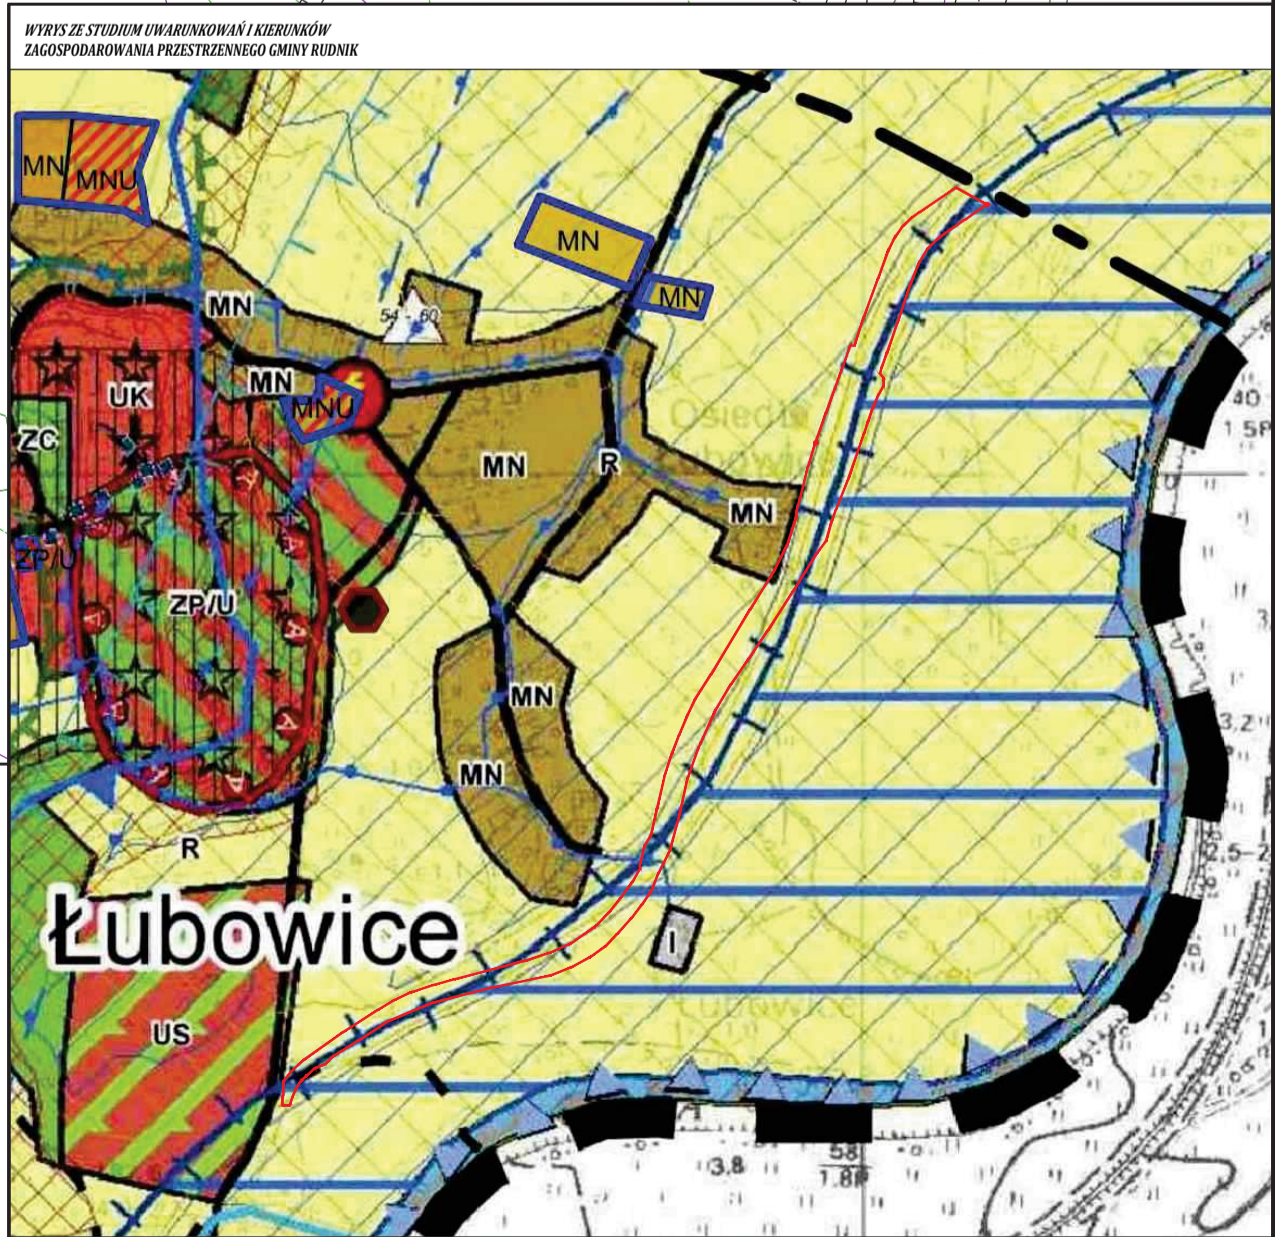 WYRYS ZE STUDIUM UWARUNKOWAŃ I KIERUNKÓW
ZAGOSPODAROWANIA PRZESTRZENNEGO GMINY RUDNIK
MN
MNU
MN
MN
MN
54 - 60
MN
UK
MNU
ZC
Osiedle
MN
R
MN
ZP/U
ZP/U
MN
MN
R
Łubowice
I
Łubowice
US
40
1.5P
3,2
3.8
58
1.8P